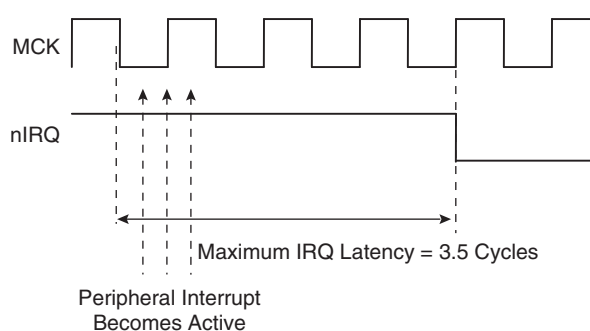 MCK
nIRQ
Maximum IRQ Latency = 3.5 Cycles
Peripheral Interrupt
Becomes Active